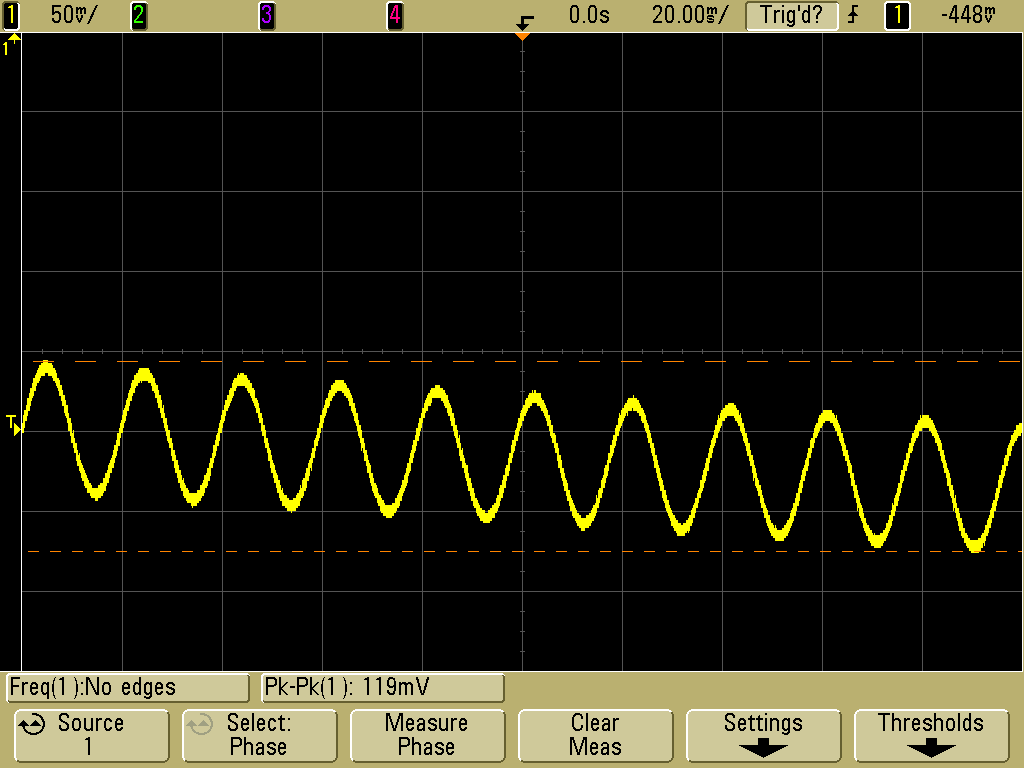 1 50mV/ 2 3 4 0.0s 20.00ms/ Trig'd? 1 -448mV
1
T
Freq(1):No edges Pk-Pk(1): 119mV
Source
1
Select:
Phase
Measure
Phase
Clear
Meas
Settings
Thresholds